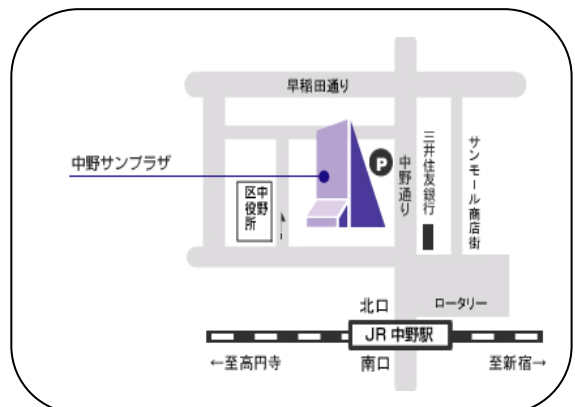 早稲田通り
中野サンプラザ
P
中野通り
三井住友銀行
サンモール商店街
中野
区役所
北口
ロータリー
JR 中野駅
←至高円寺
南口
至新宿→